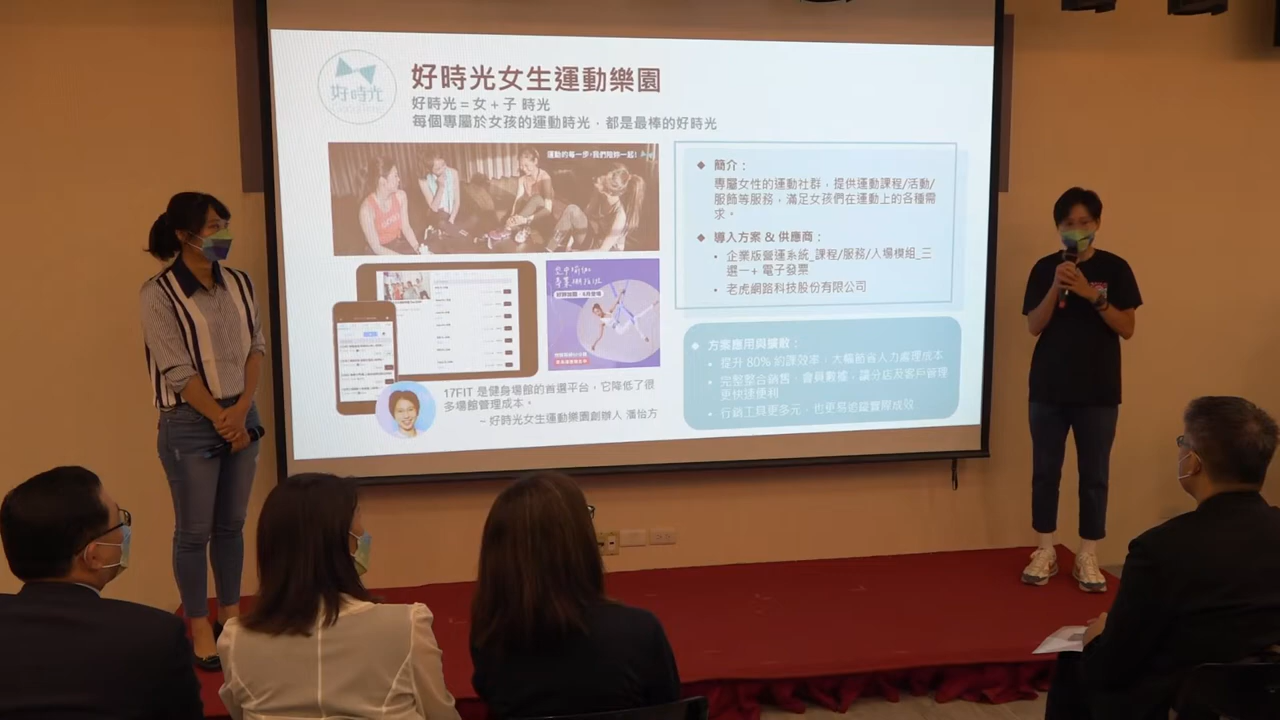 好時光
好時光女生運動樂園
好時光＝女＋子 時光
每個專屬於女孩的運動時光，都是最棒的好時光
運動的每一步，我們陪妳一起！
◆ 簡介：
專屬女性的運動社群，提供運動課程/活動/
服飾等服務，滿足女孩們在運動上的各種需
求。
◆ 導入方案 & 供應商：
• 企業版營運系統_課程/服務/入場模組_三
選一+ 電子發票
• 老虎網路科技股份有限公司
空中瑜伽
◆ 方案應用與擴散：
• 提升 80% 約課效率，大幅節省人力處理成本
• 完整整合銷售、會員數據，讓分店及客戶管理
更快速便利
• 行銷工具更多元，也更易追蹤實際成效
17FIT 是健身場館的首選平台，它降低了很
多場館管理成本。
~ 好時光女生運動樂園創辦人 潘怡方